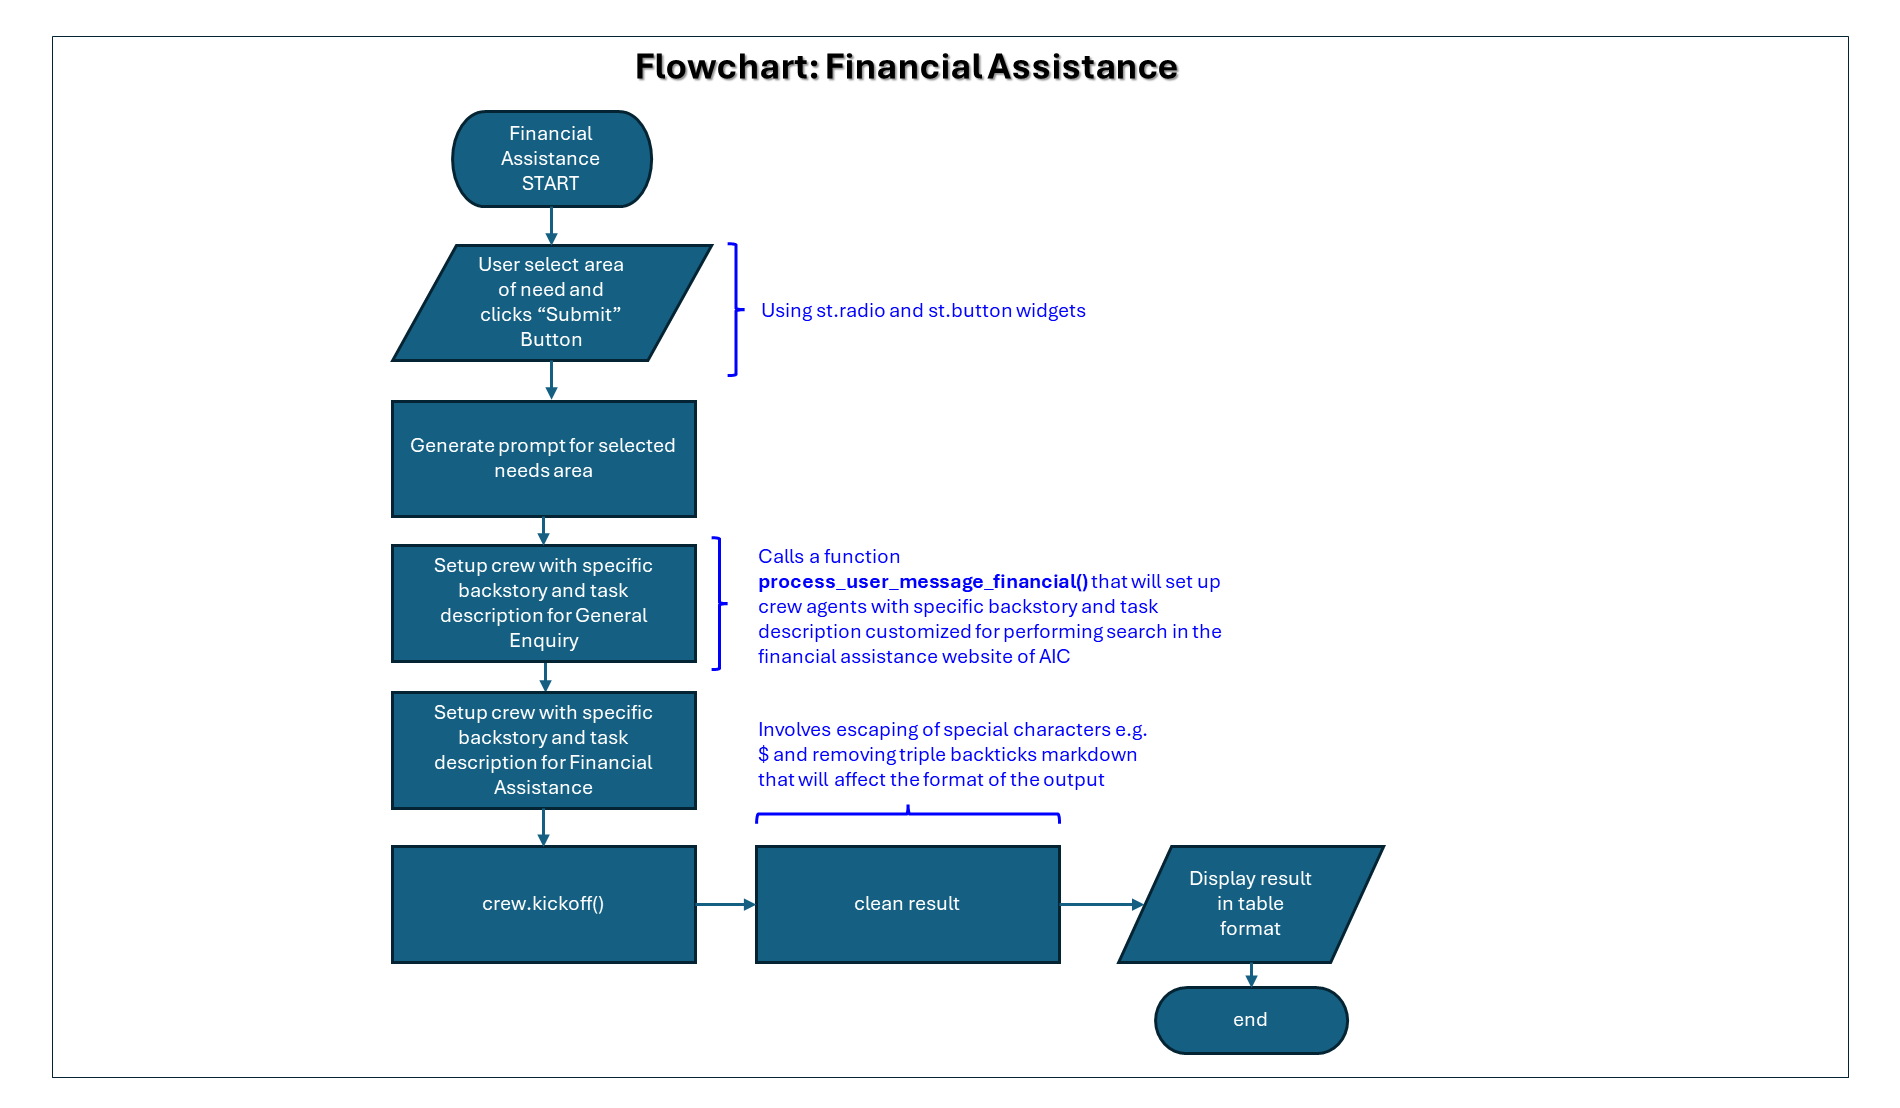 Flowchart: Financial Assistance
Financial
Assistance
START
User select area
of need and
clicks “Submit”
Button
Using st.radio and st.button widgets
Generate prompt for selected
needs area
Setup crew with specific
backstory and task
description for General
Enquiry
Calls a function
process_user_message_financial() that will set up
crew agents with specific backstory and task
description customized for performing search in the
financial assistance website of AIC
Setup crew with specific
backstory and task
description for Financial
Assistance
Involves escaping of special characters e.g.
$ and removing triple backticks markdown
that will affect the format of the output
crew.kickoff()
clean result
Display result
in table
format
end